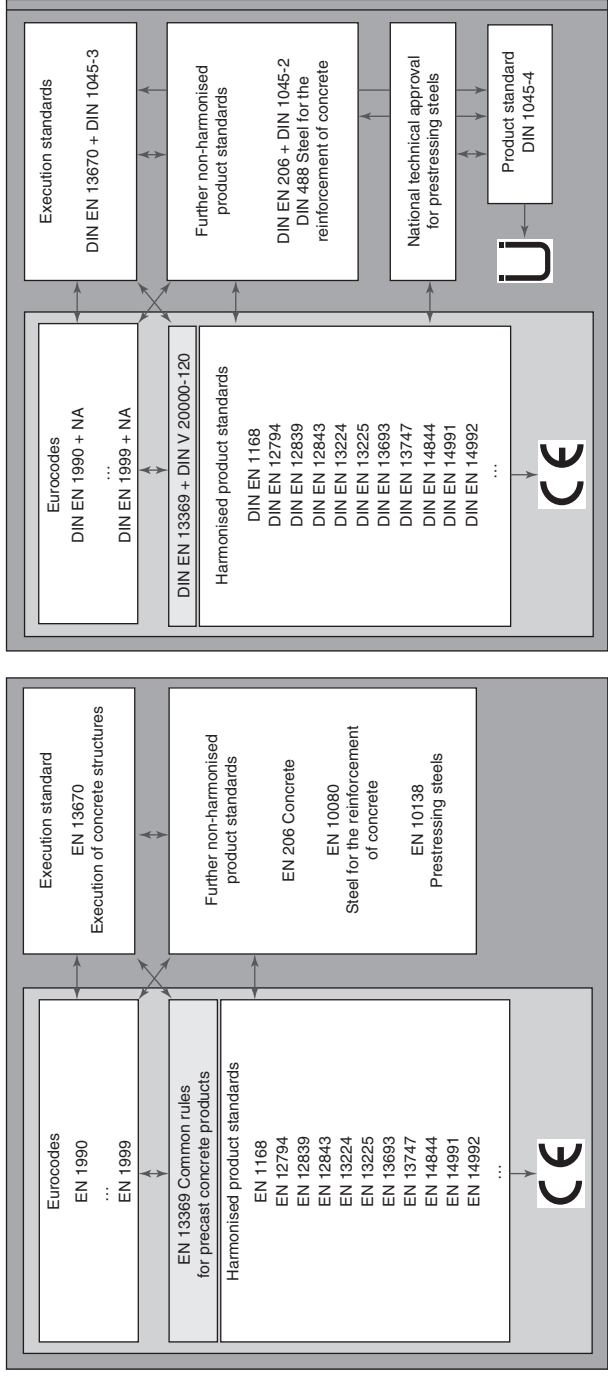 Eurocodes
EN 1990
...
EN 1999
EN 13369 Common rules
for precast concrete products
Harmonised product standards
EN 1168
EN 12794
EN 12839
EN 12843
EN 13224
EN 13225
EN 13693
EN 13747
EN 14844
EN 14991
EN 14992
...
CE
Execution standard
EN 13670
Execution of concrete structures
Further non-harmonised
product standards
EN 206 Concrete
EN 10080
Steel for the reinforcement
of concrete
EN 10138
Prestressing steels
Eurocodes
DIN EN 1990 + NA
...
DIN EN 1999 + NA
DIN EN 13369 + DIN V 20000-120
Harmonised product standards
DIN EN 1168
DIN EN 12794
DIN EN 12839
DIN EN 12843
DIN EN 13224
DIN EN 13225
DIN EN 13693
DIN EN 13747
DIN EN 14844
DIN EN 14991
DIN EN 14992
...
CE
Execution standards
DIN EN 13670 + DIN 1045-3
Further non-harmonised
product standards
DIN EN 206 + DIN 1045-2
DIN 488 Steel for the
reinforcement of concrete
National technical approval
for prestressing steels
Product standard
DIN 1045-4
Ü